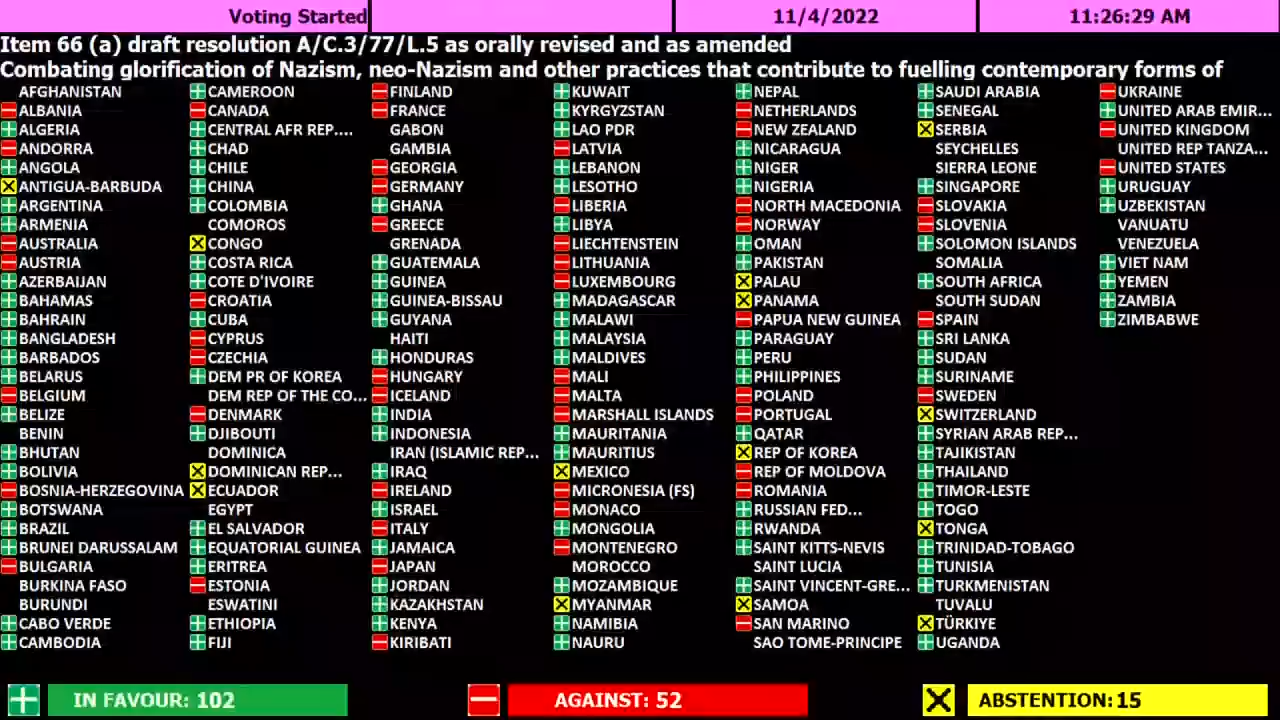 Voting Started 11/4/2022 11:26:29 AM
Item 66 (a) draft resolution A/C.3/77/L.5 as orally revised and as amended
Combating glorification of Nazism, neo-Nazism and other practices that contribute to fuelling contemporary forms of
AFGHANISTAN
ALBANIA
ALGERIA
ANDORRA
ANGOLA
ANTIGUA-BARBUDA
ARGENTINA
ARMENIA
AUSTRALIA
AUSTRIA
AZERBAIJAN
BAHAMAS
BAHRAIN
BANGLADESH
BARBADOS
BELARUS
BELGIUM
BELIZE
BENIN
BHUTAN
BOLIVIA
BOSNIA-HERZEGOVINA
BOTSWANA
BRAZIL
BRUNEI DARUSSALAM
BULGARIA
BURKINA FASO
BURUNDI
CABO VERDE
CAMBODIA
CAMEROON
CANADA
CENTRAL AFR REP....
CHAD
CHILE
CHINA
COLOMBIA
COMOROS
CONGO
COSTA RICA
COTE D'IVOIRE
CROATIA
CUBA
CYPRUS
CZECHIA
DEM PR OF KOREA
DEM REP OF THE CO...
DENMARK
DJIBOUTI
DOMINICA
DOMINICAN REP...
ECUADOR
EGYPT
EL SALVADOR
EQUATORIAL GUINEA
ERITREA
ESTONIA
ESWATINI
ETHIOPIA
FIJI
FINLAND
FRANCE
GABON
GAMBIA
GEORGIA
GERMANY
GHANA
GREECE
GRENADA
GUATEMALA
GUINEA
GUINEA-BISSAU
GUYANA
HAITI
HONDURAS
HUNGARY
ICELAND
INDIA
INDONESIA
IRAN (ISLAMIC REP...
IRAQ
IRELAND
ISRAEL
ITALY
JAMAICA
JAPAN
JORDAN
KAZAKHSTAN
KENYA
KIRIBATI
KUWAIT
KYRGYZSTAN
LAO PDR
LATVIA
LEBANON
LESOTHO
LIBERIA
LIBYA
LIECHTENSTEIN
LITHUANIA
LUXEMBOURG
MADAGASCAR
MALAWI
MALAYSIA
MALDIVES
MALI
MALTA
MARSHALL ISLANDS
MAURITANIA
MAURITIUS
MEXICO
MICRONESIA (FS)
MONACO
MONGOLIA
MONTENEGRO
MOROCCO
MOZAMBIQUE
MYANMAR
NAMIBIA
NAURU
NEPAL
NETHERLANDS
NEW ZEALAND
NICARAGUA
NIGER
NIGERIA
NORTH MACEDONIA
NORWAY
OMAN
PAKISTAN
PALAU
PANAMA
PAPUA NEW GUINEA
PARAGUAY
PERU
PHILIPPINES
POLAND
PORTUGAL
QATAR
REP OF KOREA
REP OF MOLDOVA
ROMANIA
RUSSIAN FED...
RWANDA
SAINT KITTS-NEVIS
SAINT LUCIA
SAINT VINCENT-GRE...
SAMOA
SAN MARINO
SAO TOME-PRINCIPE
SAUDI ARABIA
SENEGAL
SERBIA
SEYCHELLES
SIERRA LEONE
SINGAPORE
SLOVAKIA
SLOVENIA
SOLOMON ISLANDS
SOMALIA
SOUTH AFRICA
SOUTH SUDAN
SPAIN
SRI LANKA
SUDAN
SURINAME
SWEDEN
SWITZERLAND
SYRIAN ARAB REP...
TAJIKISTAN
THAILAND
TIMOR-LESTE
TOGO
TONGA
TRINIDAD-TOBAGO
TUNISIA
TURKMENISTAN
TUVALU
TÜRKIYE
UGANDA
UKRAINE
UNITED ARAB EMIR...
UNITED KINGDOM
UNITED REP TANZA...
UNITED STATES
URUGUAY
UZBEKISTAN
VANUATU
VENEZUELA
VIET NAM
YEMEN
ZAMBIA
ZIMBABWE
IN FAVOUR: 102 AGAINST: 52 ABSTENTION: 15